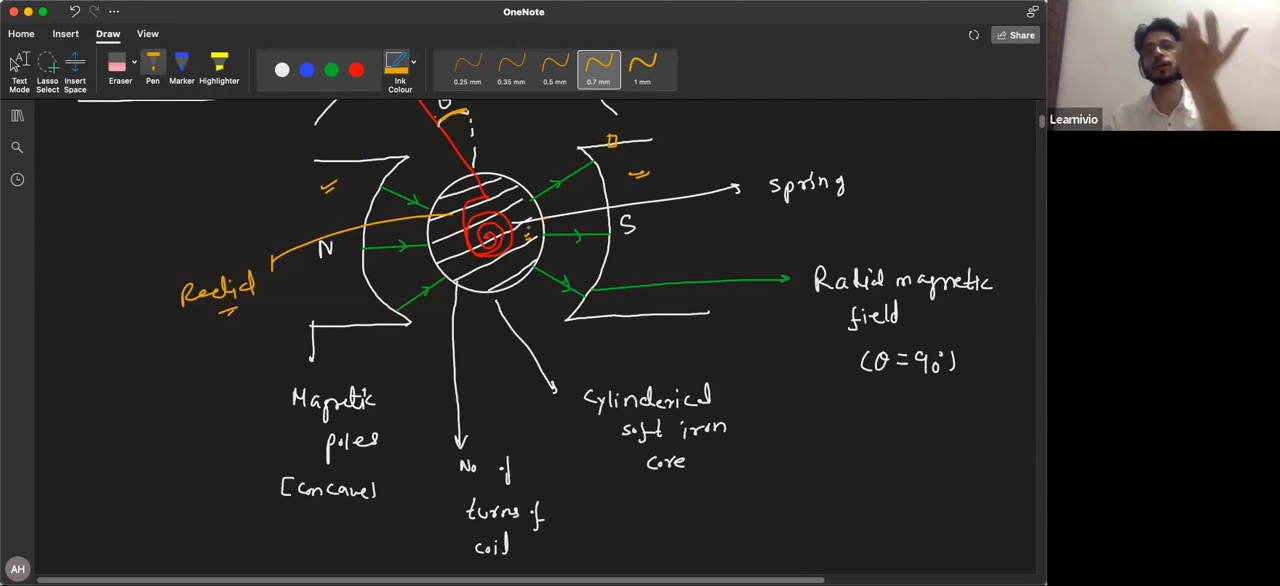 OneNote
Home Insert Draw View
Share
Text Mode
Lasso Select
Insert Space
Eraser
Pen
Marker
Highlighter
Ink Colour
0.25 mm
0.35 mm
0.5 mm
0.7 mm
1 mm
Learnivio
θ
spring
N
S
Radial
Radial magnetic
field
(θ = 90°)
Magnetic
poles
[Concave]
Cylinderical
soft iron
core
No of
turns of
coil
AH